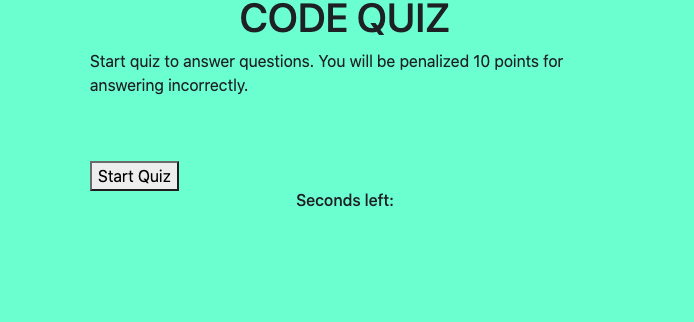 CODE QUIZ
Start quiz to answer questions. You will be penalized 10 points for
answering incorrectly.
Start Quiz
Seconds left: